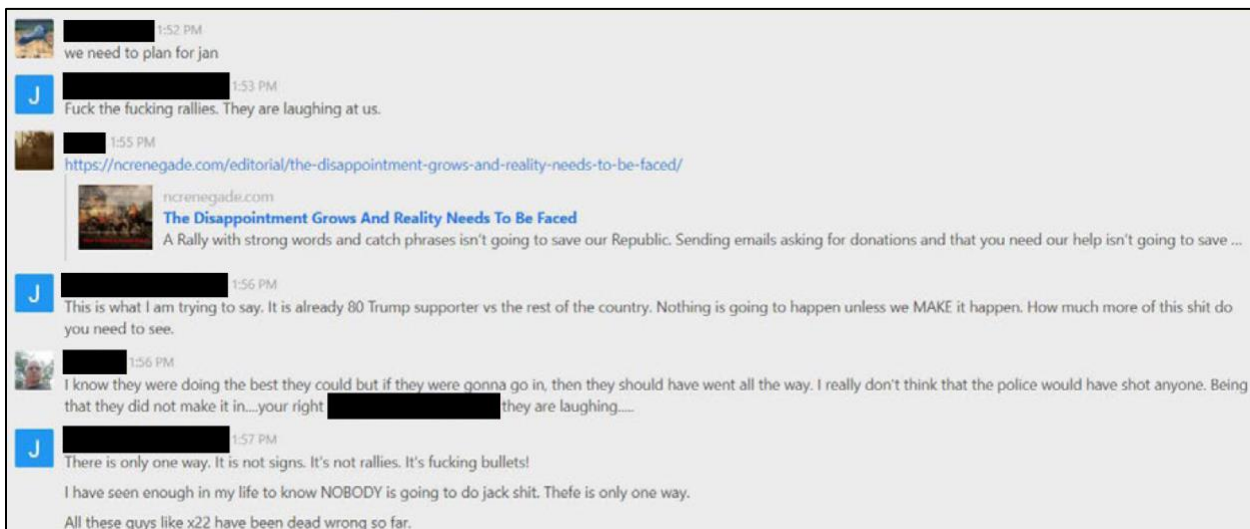 1:52 PM
we need to plan for jan
J
1:53 PM
Fuck the fucking rallies. They are laughing at us.
1:55 PM
https://ncrenegade.com/editorial/the-disappointment-grows-and-reality-needs-to-be-faced/
ncrenegade.com
The Disappointment Grows And Reality Needs To Be Faced
A Rally with strong words and catch phrases isn't going to save our Republic. Sending emails asking for donations and that you need our help isn't going to save ...
J
1:56 PM
This is what I am trying to say. It is already 80 Trump supporter vs the rest of the country. Nothing is going to happen unless we MAKE it happen. How much more of this shit do
you need to see.
1:56 PM
I know they were doing the best they could but if they were gonna go in, then they should have went all the way. I really don't think that the police would have shot anyone. Being
that they did not make it in....your right they are laughing.....
J
1:57 PM
There is only one way. It is not signs. It's not rallies. It's fucking bullets!
I have seen enough in my life to know NOBODY is going to do jack shit. Thefe is only one way.
All these guys like x22 have been dead wrong so far.